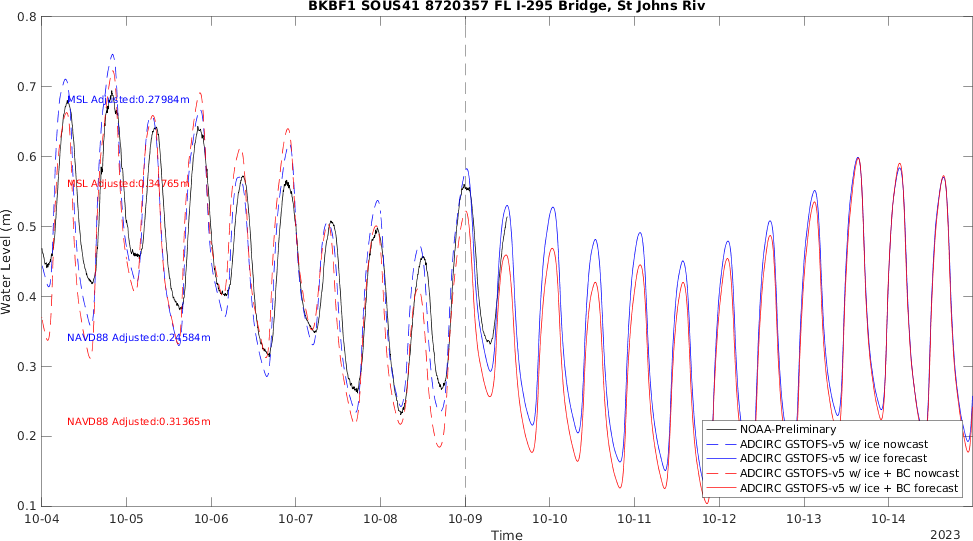 BKBF1 SOUS41 8720357 FL I-295 Bridge, St Johns Riv
0.8
0.7
0.6
0.5
0.4
0.3
0.2
0.1
Water Level (m)
MSL Adjusted:0.27984m
MSL Adjusted:0.34765m
NAVD88 Adjusted:0.24584m
NAVD88 Adjusted:0.31365m
NOAA-Preliminary
ADCIRC GSTOFS-v5 w/ ice nowcast
ADCIRC GSTOFS-v5 w/ ice forecast
ADCIRC GSTOFS-v5 w/ ice + BC nowcast
ADCIRC GSTOFS-v5 w/ ice + BC forecast
10-04 10-05 10-06 10-07 10-08 10-09 10-10 10-11 10-12 10-13 10-14
Time
2023